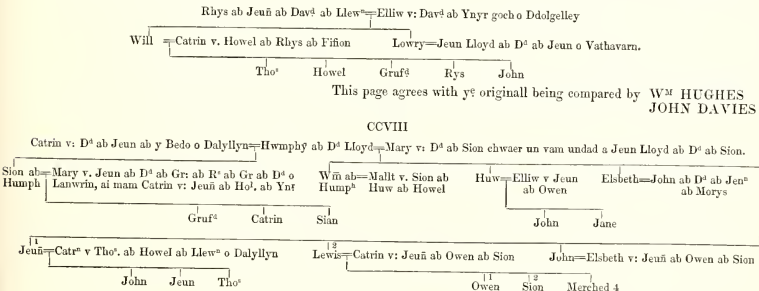 Rhys ab Jeuñ ab Davᵈ ab Llewⁿ=Elliw v: Davᵈ ab Ynyr goch o Ddolgelley
Will =Catrin v. Howel ab Rhys ab Fifion Lowry=Jeun Lloyd ab Dᵈ ab Jeun o Vathavarn.
Thoˢ Howel Grufᵈ Rys John
This page agrees with yᵉ originall being compared by Wᴹ HUGHES
JOHN DAVIES
CCVIII
Catrin v: Dᵈ ab Jeun ab y Bedo o Dalyllyn=Hwmphŷ ab Dᵈ Lloyd=Mary v: Dᵈ ab Sion chwaer un vam undad a Jeun Lloyd ab Dᵈ ab Sion.
Sion ab=Mary v. Jeun ab Dᵈ ab Gr: ab Rˢ ab Gr ab Dᵈ o Wm̃ ab=Mallt v. Sion ab Huw=Elliw v Jeun Elsbeth=John ab Dᵈ ab Jenⁿ
Humph Lanwrin, ai mam Catrin v: Jeuñ ab Hoˡ. ab Ynʳ Humpʰ Huw ab Howel ab Owen ab Morys
Grufᵈ Catrin Sian John Jane
1 2
Jeuñ=Catrⁿ v Thoˢ. ab Howel ab Llewⁿ o Dalyllyn Lewis=Catrin v: Jeuñ ab Owen ab Sion John=Elsbeth v: Jeuñ ab Owen ab Sion
John Jeun Thoˢ 1 Owen 2 Sion Merched 4